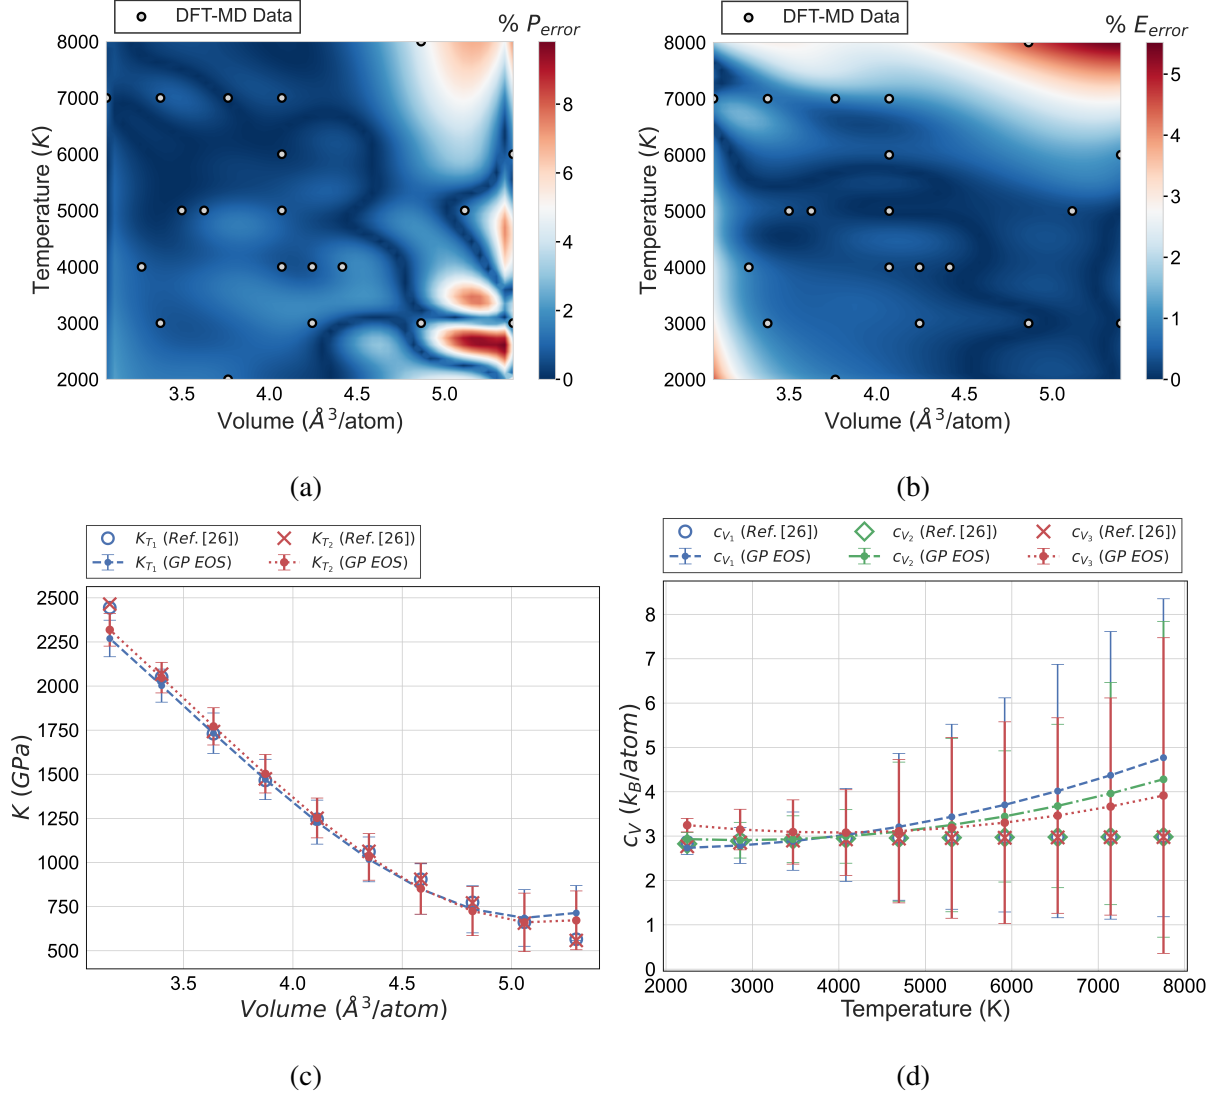 DFT-MD Data
% P_error
8000
7000
6000
5000
4000
3000
2000
Temperature (K)
3.5 4.0 4.5 5.0
Volume (Å³/atom)
8
6
4
2
0
(a)
DFT-MD Data
% E_error
8000
7000
6000
5000
4000
3000
2000
Temperature (K)
3.5 4.0 4.5 5.0
Volume (Å³/atom)
5
4
3
2
1
0
(b)
K_T₁ (Ref. [26]) K_T₂ (Ref. [26])
K_T₁ (GP EOS) K_T₂ (GP EOS)
2500
2250
2000
1750
1500
1250
1000
750
500
K (GPa)
3.5 4.0 4.5 5.0
Volume (Å³/atom)
(c)
c_V₁ (Ref. [26]) c_V₂ (Ref. [26]) c_V₃ (Ref. [26])
c_V₁ (GP EOS) c_V₂ (GP EOS) c_V₃ (GP EOS)
8
7
6
5
4
3
2
1
0
c_V (k_B/atom)
2000 3000 4000 5000 6000 7000 8000
Temperature (K)
(d)